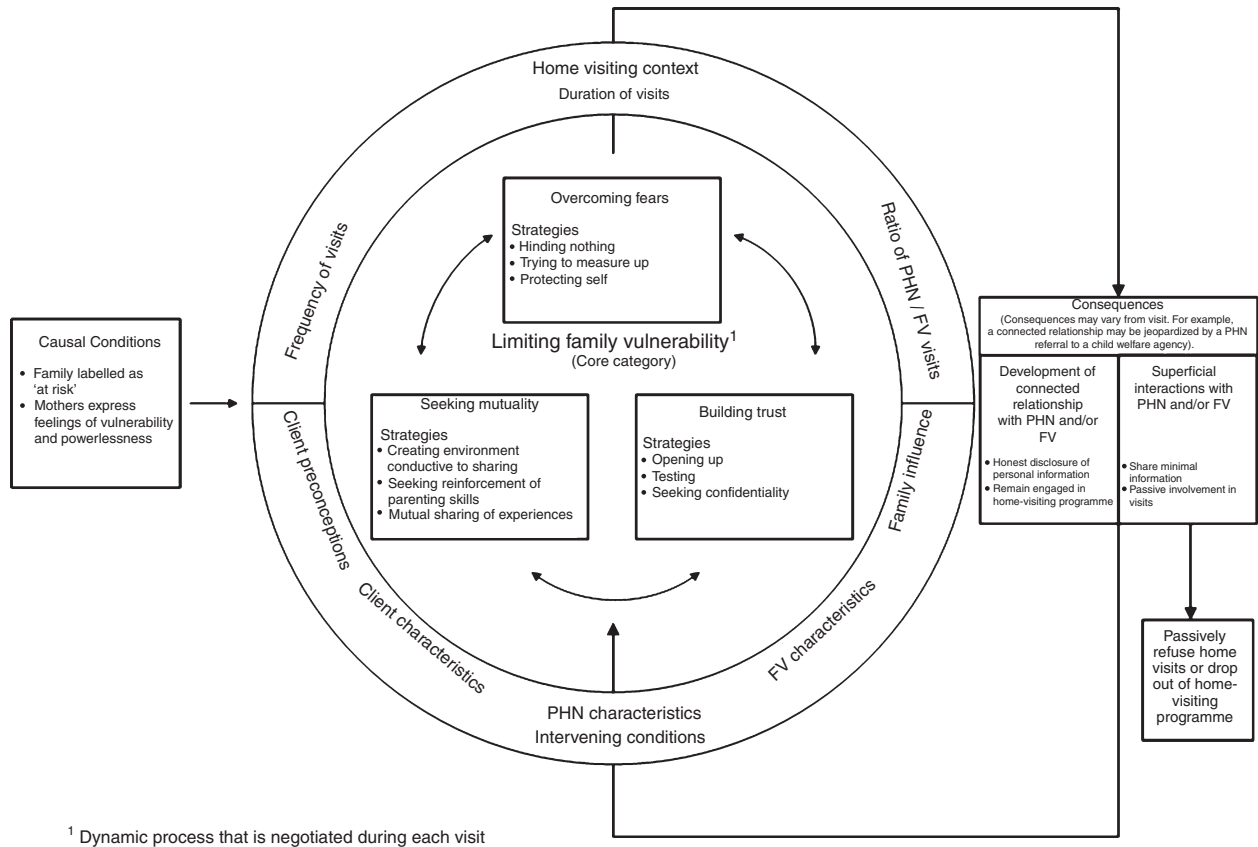 Home visiting context
Duration of visits
Frequency of visits
Ratio of PHN / FV visits
Overcoming fears
Strategies
• Hinding nothing
• Trying to measure up
• Protecting self
Limiting family vulnerability¹
(Core category)
Causal Conditions
• Family labelled as
‘at risk’
• Mothers express
feelings of vulnerability
and powerlessness
Seeking mutuality
Strategies
• Creating environment
conductive to sharing
• Seeking reinforcement of
parenting skills
• Mutual sharing of experiences
Building trust
Strategies
• Opening up
• Testing
• Seeking confidentiality
Client preconceptions
Client characteristics
Family influence
FV characteristics
PHN characteristics
Intervening conditions
Consequences
(Consequences may vary from visit. For example,
a connected relationship may be jeopardized by a PHN
referral to a child welfare agency).
Development of
connected
relationship
with PHN and/or
FV
• Honest disclosure of
personal information
• Remain engaged in
home-visiting programme
Superficial
interactions with
PHN and/or FV
• Share minimal
information
• Passive involvement in
visits
Passively
refuse home
visits or drop
out of home-
visiting
programme
¹ Dynamic process that is negotiated during each visit